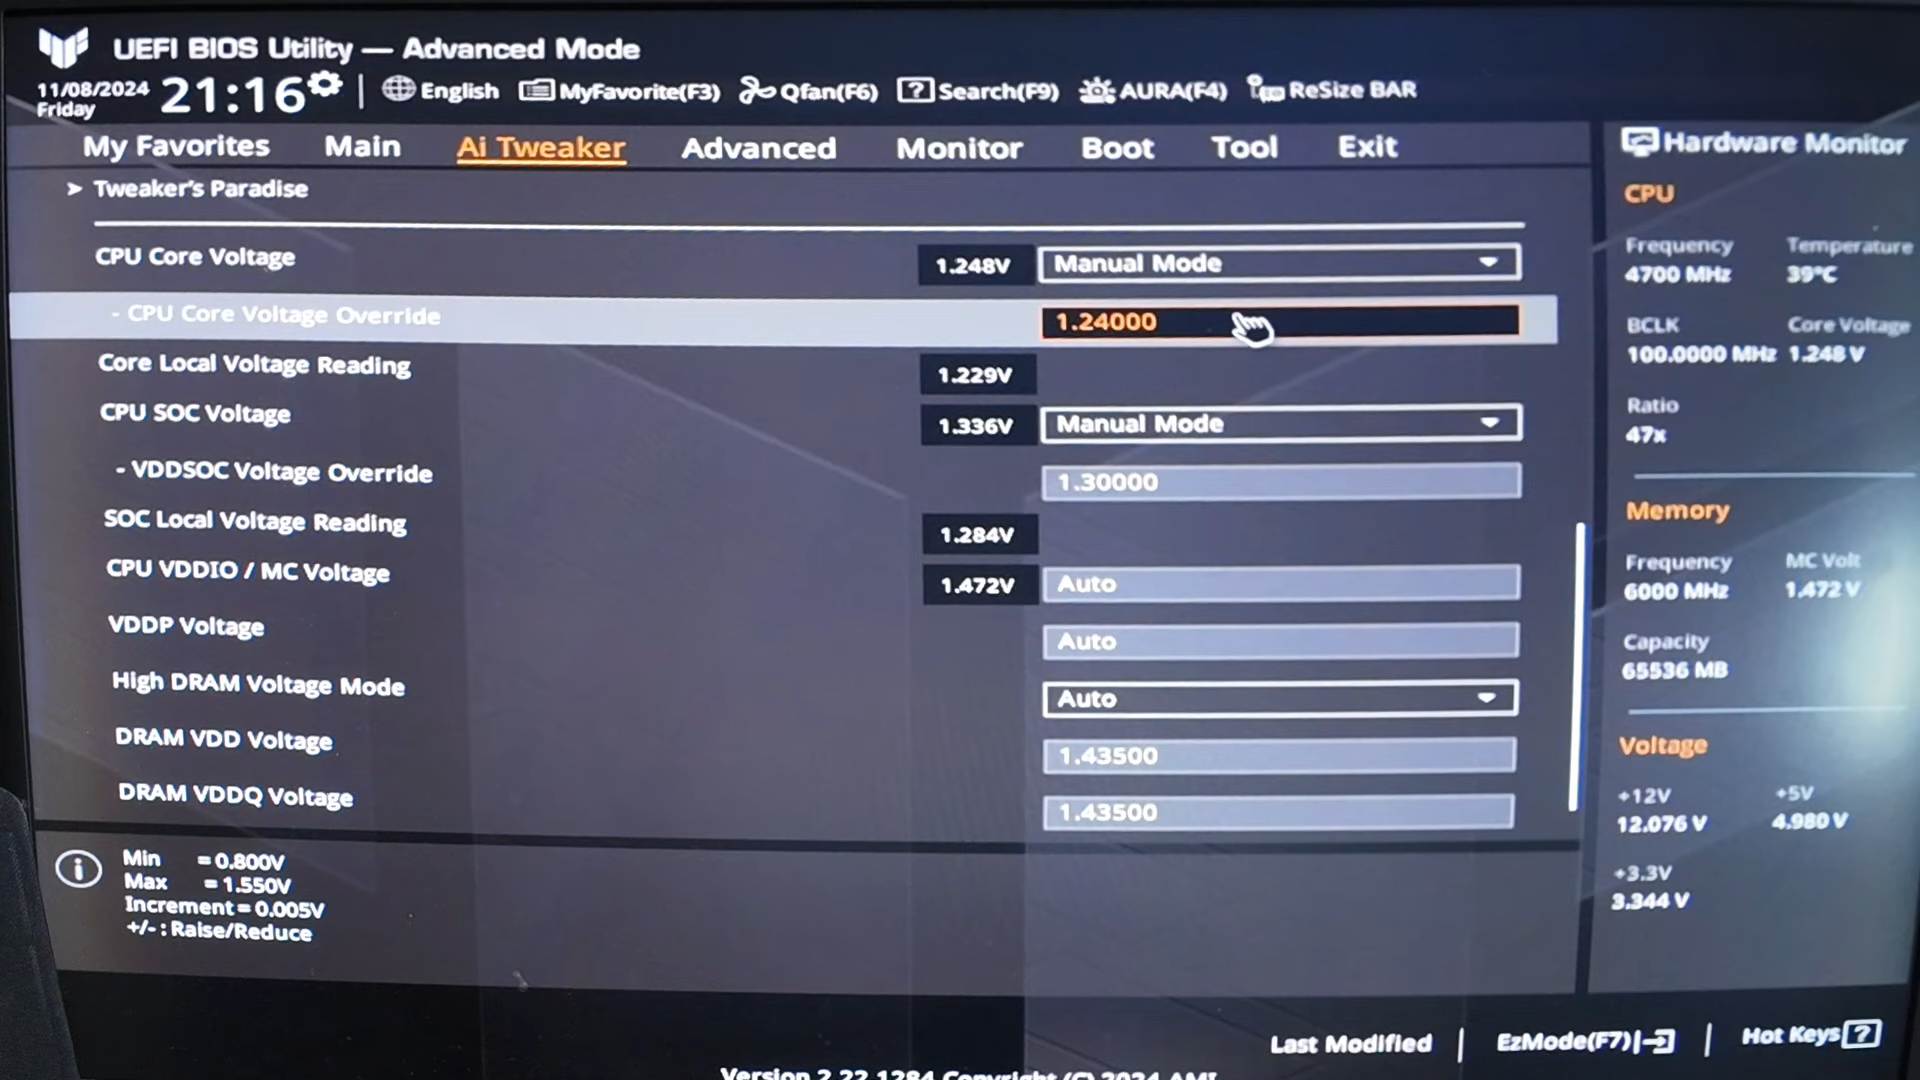 UEFI BIOS Utility — Advanced Mode
11/08/2024
Friday
21:16
English
MyFavorite(F3)
Qfan(F6)
Search(F9)
AURA(F4)
ReSize BAR
My Favorites
Main
Ai Tweaker
Advanced
Monitor
Boot
Tool
Exit
> Tweaker's Paradise
CPU Core Voltage 1.248V Manual Mode
- CPU Core Voltage Override 1.24000
Core Local Voltage Reading 1.229V
CPU SOC Voltage 1.336V Manual Mode
- VDDSOC Voltage Override 1.30000
SOC Local Voltage Reading 1.284V
CPU VDDIO / MC Voltage 1.472V Auto
VDDP Voltage Auto
High DRAM Voltage Mode Auto
DRAM VDD Voltage 1.43500
DRAM VDDQ Voltage 1.43500
Min = 0.800V
Max = 1.550V
Increment = 0.005V
+/- : Raise/Reduce
Hardware Monitor
CPU
Frequency Temperature
4700 MHz 39°C
BCLK Core Voltage
100.0000 MHz 1.248 V
Ratio
47x
Memory
Frequency MC Volt
6000 MHz 1.472 V
Capacity
65536 MB
Voltage
+12V +5V
12.076 V 4.980 V
+3.3V
3.344 V
Last Modified
EzMode(F7)
Hot Keys ?
Version 2.22.1284 Copyright (C) 2024 AMI